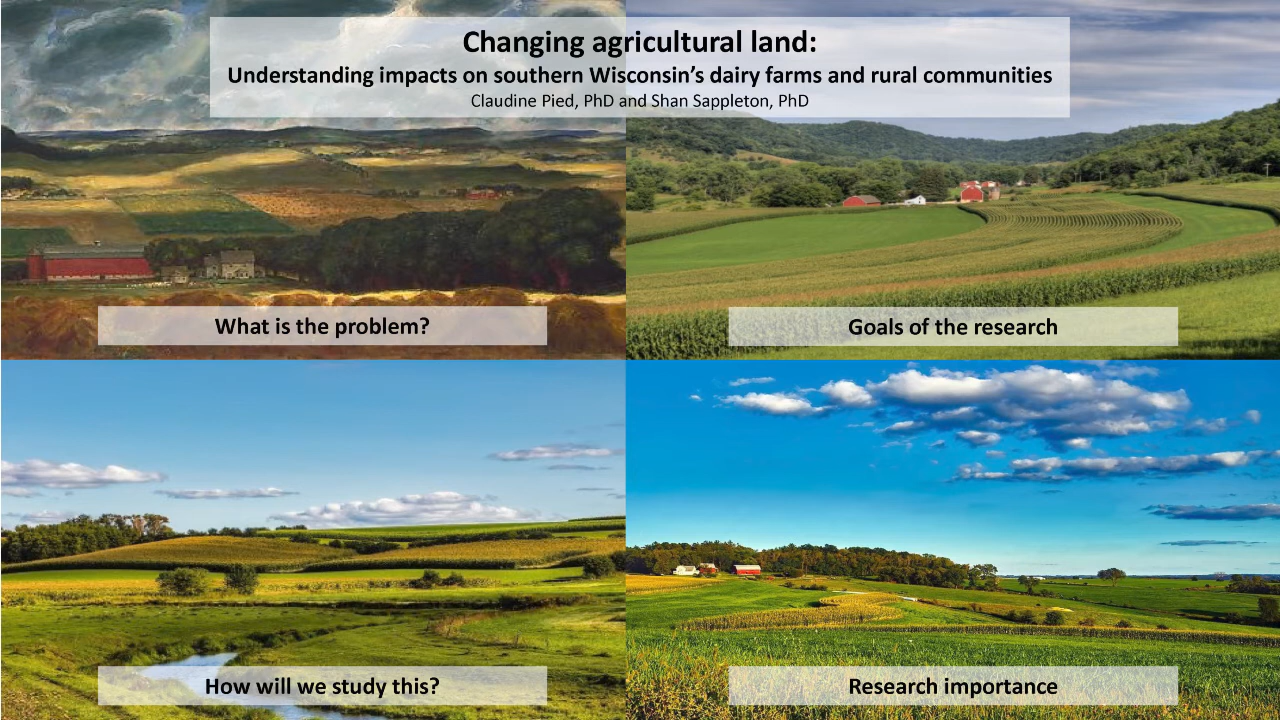 Changing agricultural land:
Understanding impacts on southern Wisconsin’s dairy farms and rural communities
Claudine Pied, PhD and Shan Sappleton, PhD
What is the problem?
Goals of the research
How will we study this?
Research importance